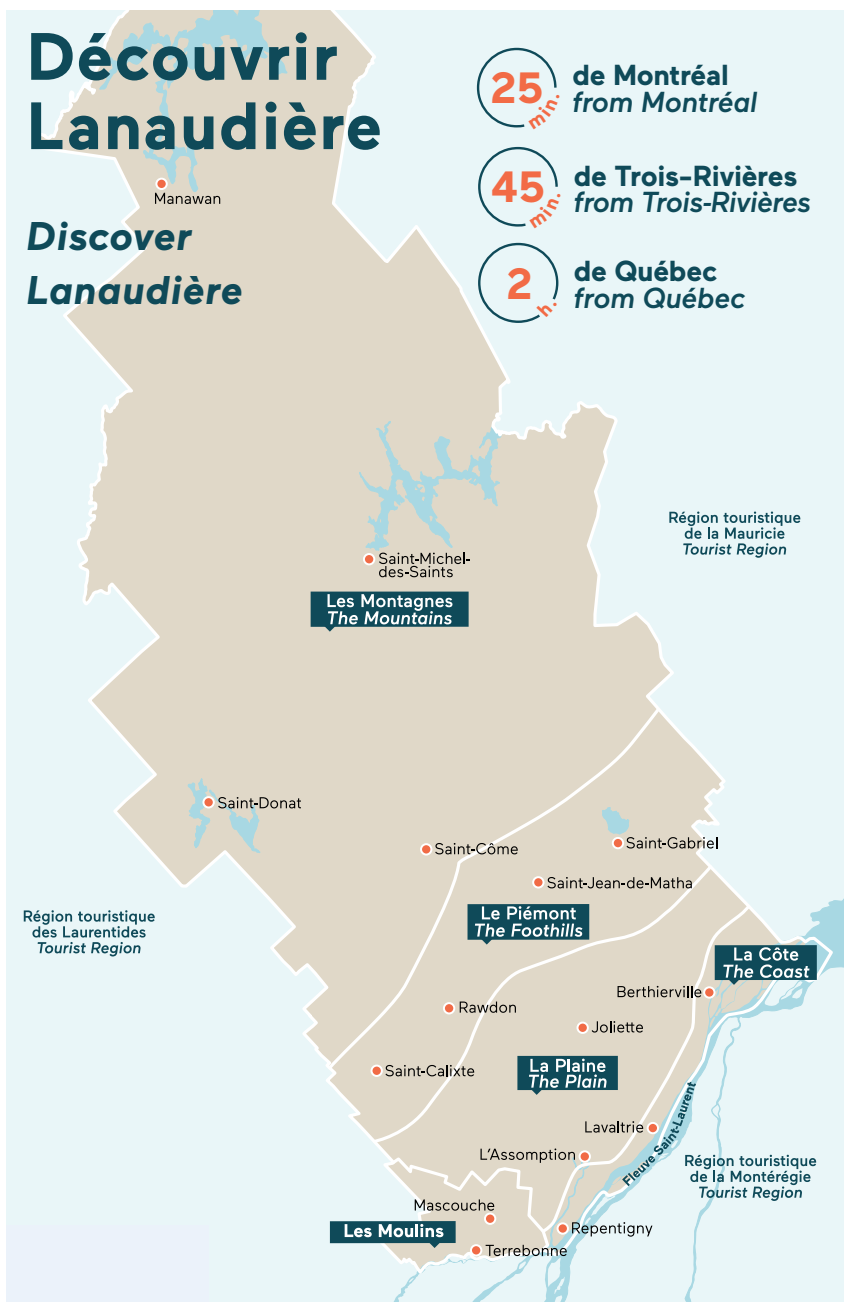 Découvrir
Lanaudière
Discover
Lanaudière
25
min.
de Montréal
from Montréal
45
min.
de Trois-Rivières
from Trois-Rivières
2
h.
de Québec
from Québec
Manawan
Région touristique
de la Mauricie
Tourist Region
Saint-Michel-
des-Saints
Les Montagnes
The Mountains
Saint-Donat
Saint-Côme
Saint-Gabriel
Saint-Jean-de-Matha
Région touristique
des Laurentides
Tourist Region
Le Piémont
The Foothills
La Côte
The Coast
Berthierville
Rawdon
Joliette
Saint-Calixte
La Plaine
The Plain
Lavaltrie
Fleuve Saint-Laurent
L'Assomption
Région touristique
de la Montérégie
Tourist Region
Mascouche
Les Moulins
Repentigny
Terrebonne